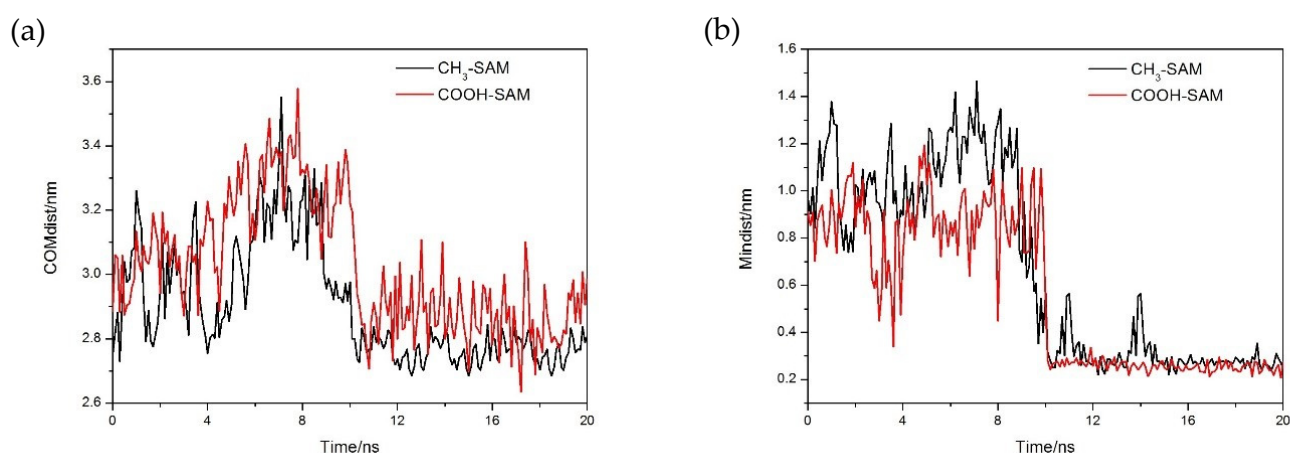 (a)
CH₃-SAM
COOH-SAM
3.6
3.4
3.2
3.0
2.8
2.6
COMdist/nm
0 4 8 12 16 20
Time/ns
(b)
CH₃-SAM
COOH-SAM
1.6
1.4
1.2
1.0
0.8
0.6
0.4
0.2
Mindist/nm
0 4 8 12 16 20
Time/ns